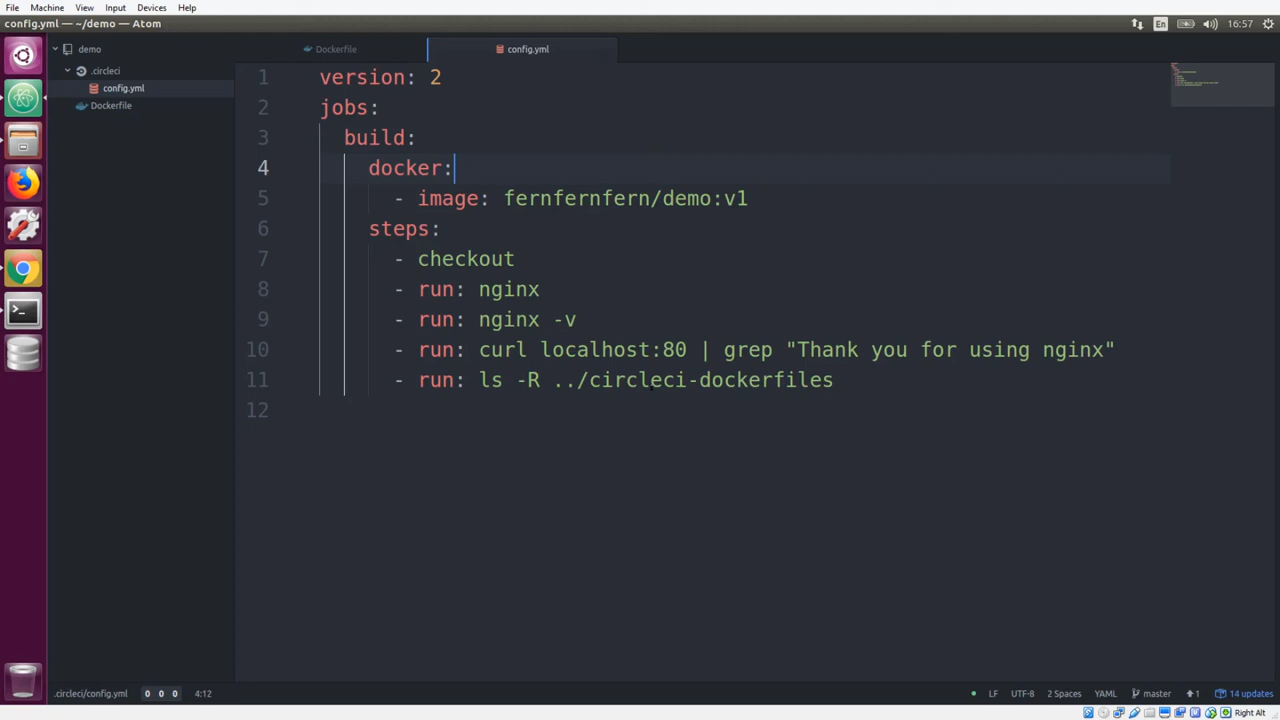 File Machine View Input Devices Help
config.yml — ~/demo — Atom
En
16:57
demo
.circleci
config.yml
Dockerfile
Dockerfile
config.yml
1 version: 2
2 jobs:
3 build:
4 docker:
5 - image: fernfernfern/demo:v1
6 steps:
7 - checkout
8 - run: nginx
9 - run: nginx -v
10 - run: curl localhost:80 | grep "Thank you for using nginx"
11 - run: ls -R ../circleci-dockerfiles
12
.circleci/config.yml 0 0 0 4:12
LF UTF-8 2 Spaces YAML master 1 14 updates
Right Alt